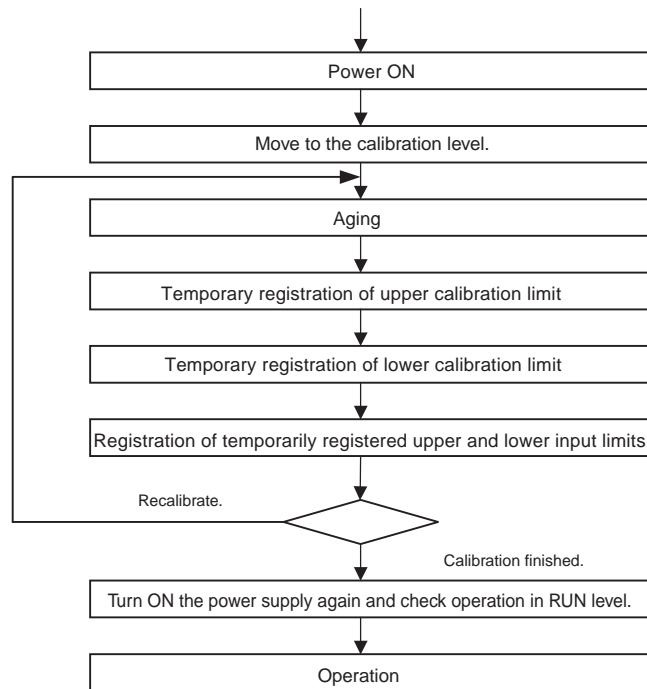 Power ON
Move to the calibration level.
Aging
Temporary registration of upper calibration limit
Temporary registration of lower calibration limit
Registration of temporarily registered upper and lower input limits
Recalibrate.
Calibration finished.
Turn ON the power supply again and check operation in RUN level.
Operation